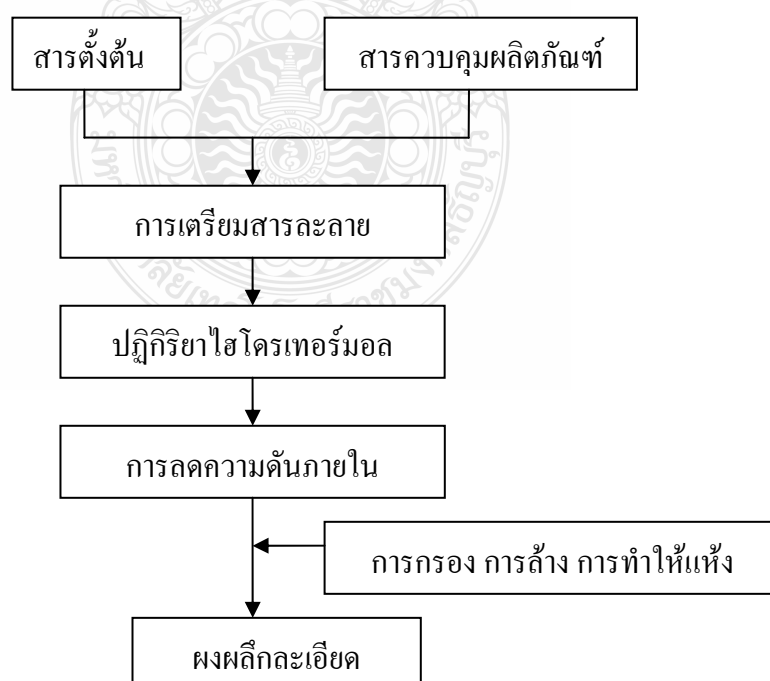 สารตั้งต้น
สารควบคุมผลิตภัณฑ์
การเตรียมสารละลาย
ปฏิกิริยาไฮโดรเทอร์มอล
การลดความดันภายใน
การกรอง การล้าง การทำให้แห้ง
ผงผลึกละเอียด